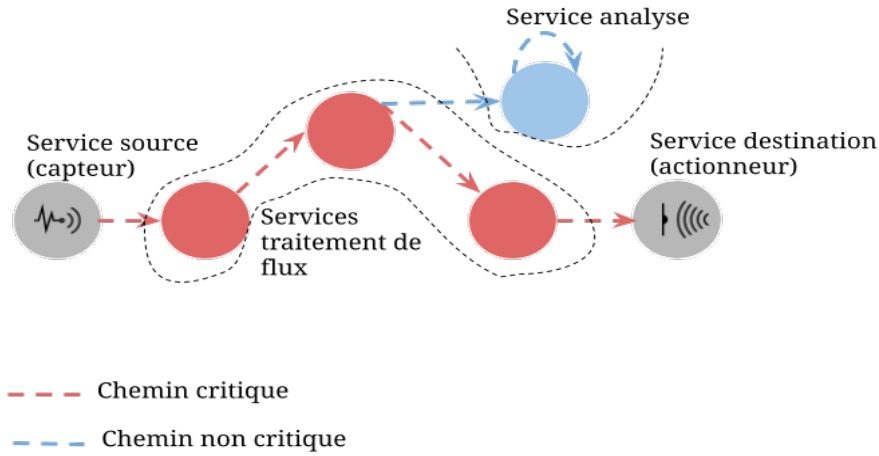 Service analyse
Service source
(capteur)
Service destination
(actionneur)
Services
traitement de
flux
Chemin critique
Chemin non critique